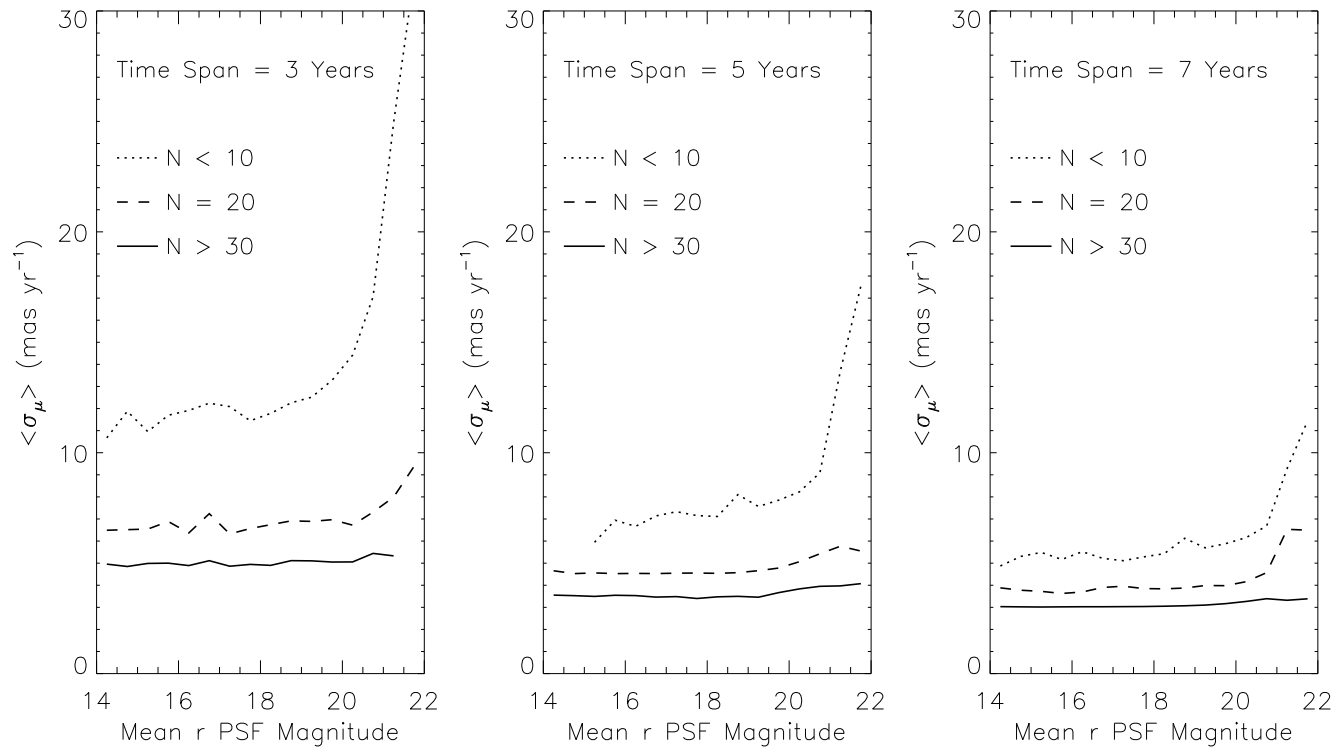 30
20
10
0
<σμ> (mas yr−1)
Time Span = 3 Years
N < 10
N = 20
N > 30
14 16 18 20 22
Mean r PSF Magnitude
30
20
10
0
<σμ> (mas yr−1)
Time Span = 5 Years
N < 10
N = 20
N > 30
14 16 18 20 22
Mean r PSF Magnitude
30
20
10
0
<σμ> (mas yr−1)
Time Span = 7 Years
N < 10
N = 20
N > 30
14 16 18 20 22
Mean r PSF Magnitude